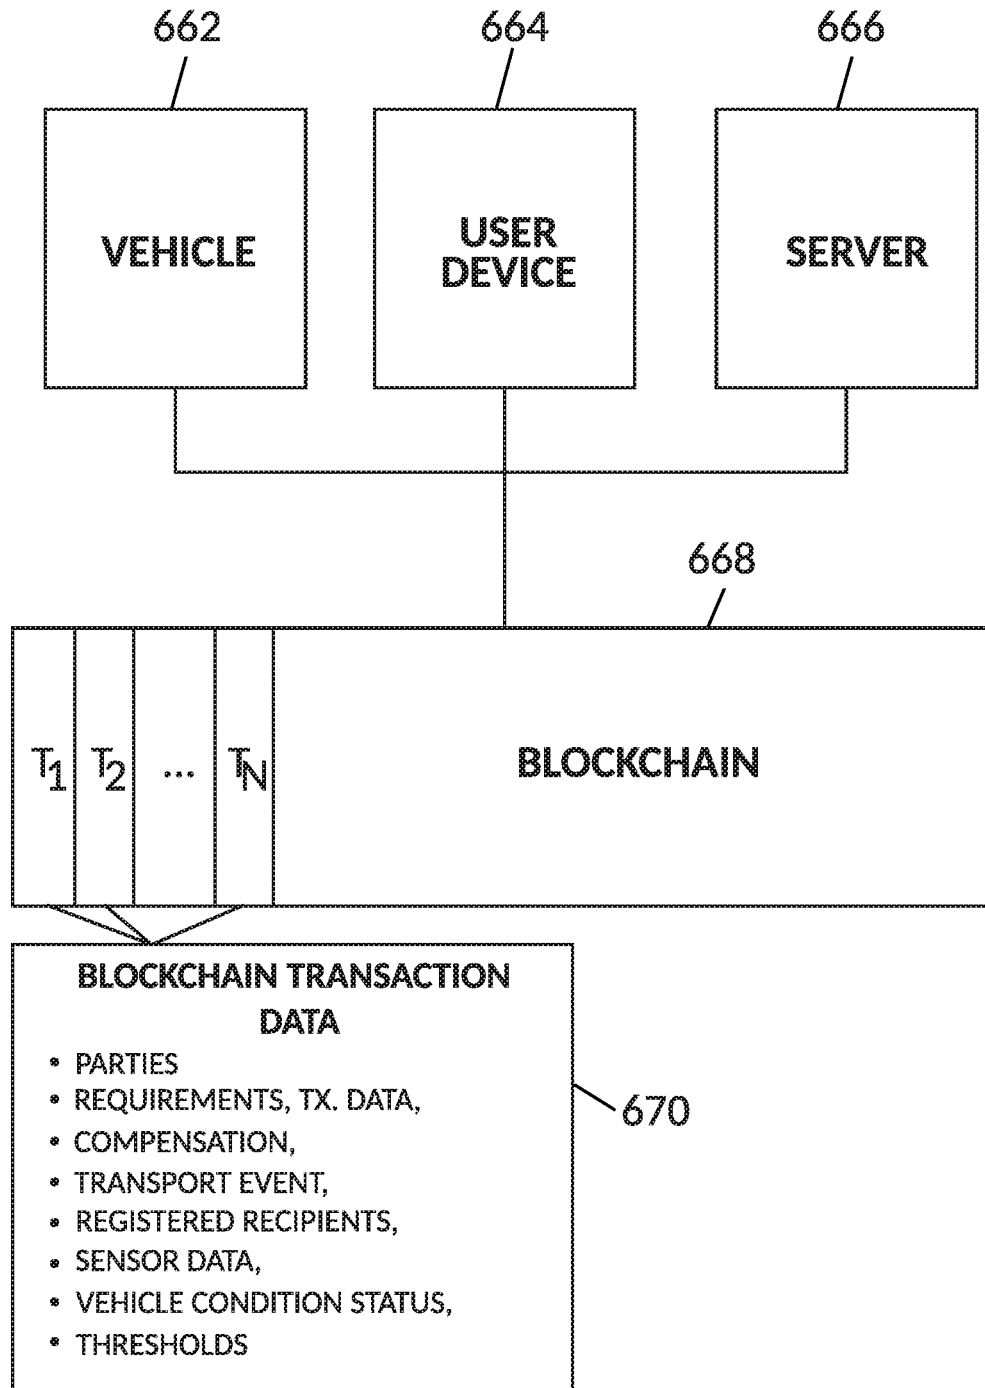 662
664
666
VEHICLE
USER
DEVICE
SERVER
668
T1
T2
...
TN
BLOCKCHAIN
BLOCKCHAIN TRANSACTION
DATA
• PARTIES
• REQUIREMENTS, TX. DATA,
• COMPENSATION,
• TRANSPORT EVENT,
• REGISTERED RECIPIENTS,
• SENSOR DATA,
• VEHICLE CONDITION STATUS,
• THRESHOLDS
670